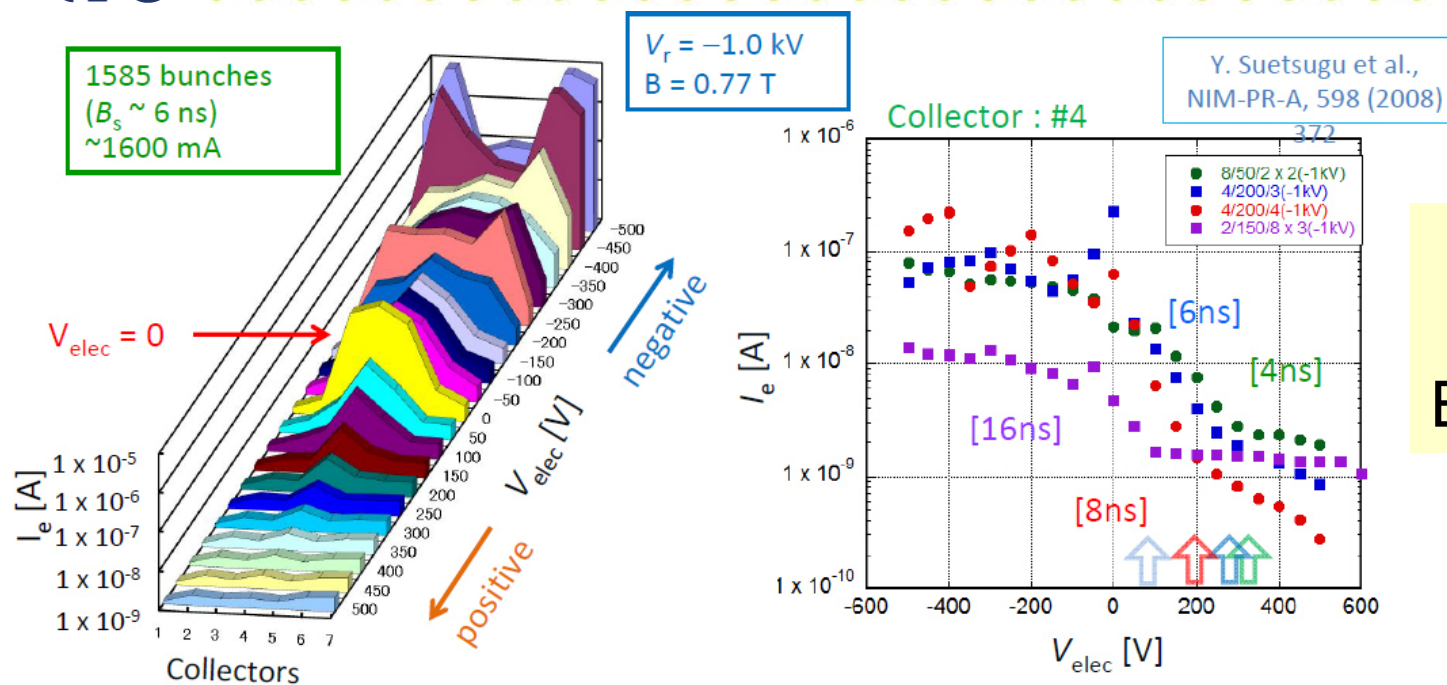 1585 bunches
(Bs ~ 6 ns)
~1600 mA
Vr = −1.0 kV
B = 0.77 T
Y. Suetsugu et al.,
NIM-PR-A, 598 (2008)
372
Velec = 0
negative
positive
Velec [V]
−500
−450
−400
−350
−300
−250
−200
−150
−100
−50
0
50
100
150
200
250
300
350
400
450
500
Ie [A]
1 x 10-5
1 x 10-6
1 x 10-7
1 x 10-8
1 x 10-9
1 2 3 4 5 6 7
Collectors
Collector : #4
8/50/2 x 2(-1kV)
4/200/3(-1kV)
4/200/4(-1kV)
2/150/8 x 3(-1kV)
Ie [A]
1 x 10-6
1 x 10-7
1 x 10-8
1 x 10-9
1 x 10-10
[6ns]
[4ns]
[16ns]
[8ns]
-600 -400 -200 0 200 400 600
Velec [V]
E